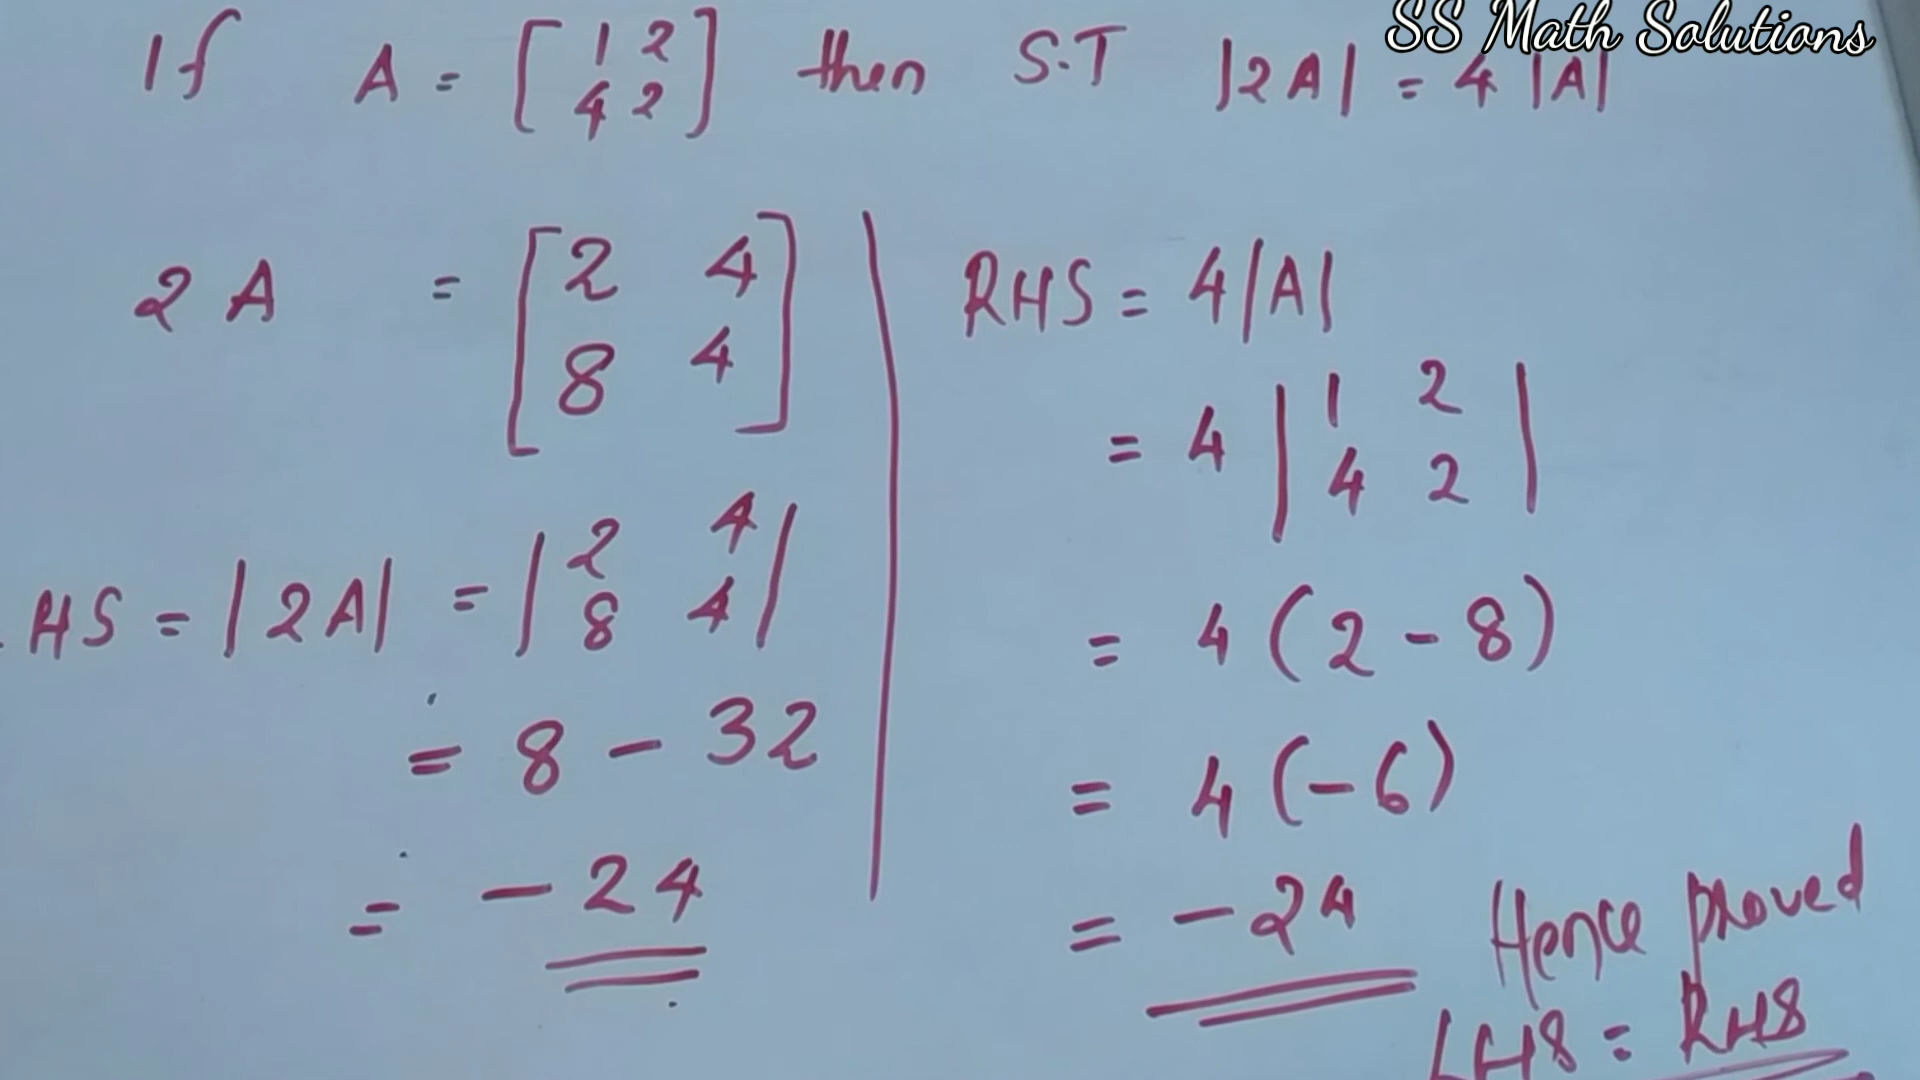 SS Math Solutions
If A = [1 2 4 2] then S.T |2A| = 4|A|
2A = [2 4
8 4]
HS = |2A| = |2 4
8 4|
= 8 - 32
= -24
RHS = 4|A|
= 4 |1 2
4 2|
= 4(2-8)
= 4(-6)
= -24
Hence proved
LHS = RHS